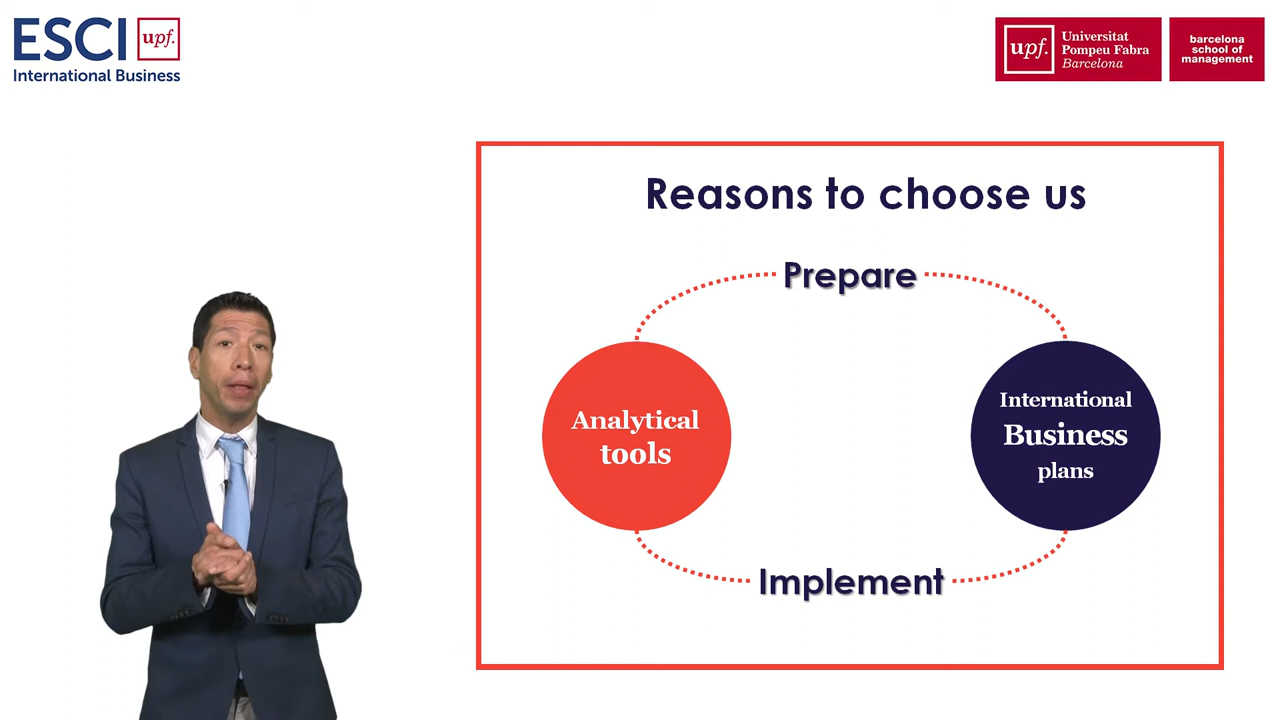 ESCI upf.
International Business
upf.
Universitat
Pompeu Fabra
Barcelona
barcelona
school of
management
Reasons to choose us
Prepare
Analytical
tools
International
Business
plans
Implement